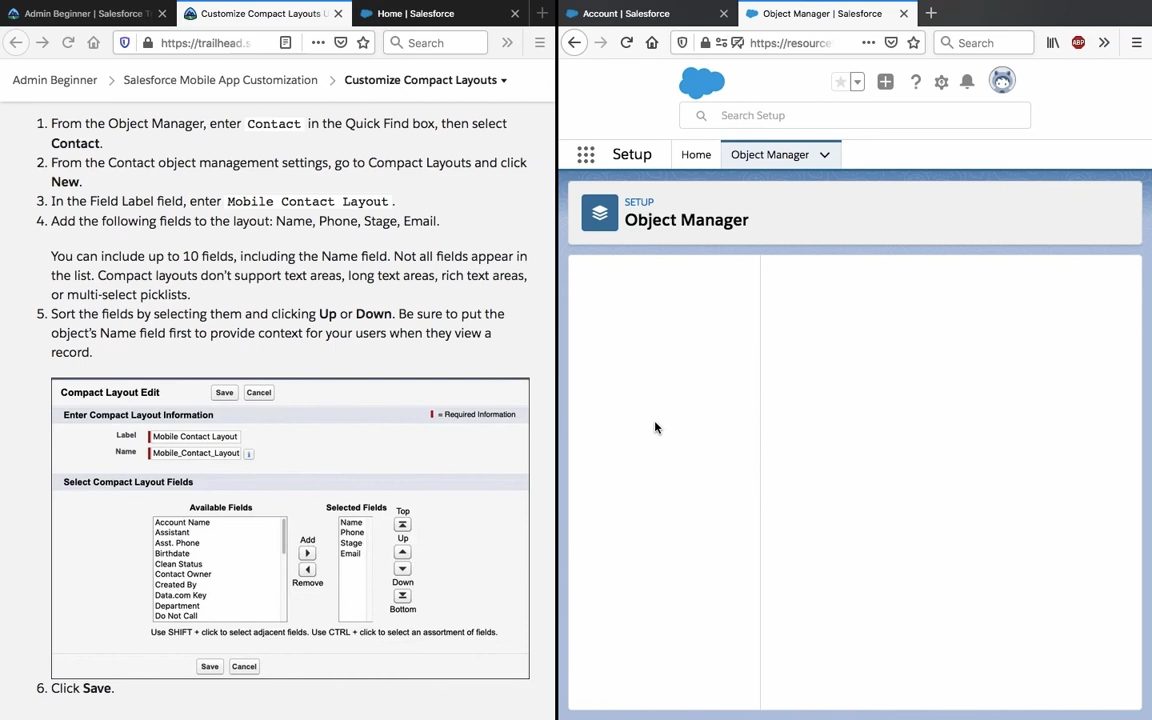 Admin Beginner | Salesforce T
Customize Compact Layouts U
Home | Salesforce
https://trailhead.s
Search
Admin Beginner
Salesforce Mobile App Customization
Customize Compact Layouts
1. From the Object Manager, enter Contact in the Quick Find box, then select
Contact.
2. From the Contact object management settings, go to Compact Layouts and click
New.
3. In the Field Label field, enter Mobile Contact Layout.
4. Add the following fields to the layout: Name, Phone, Stage, Email.
You can include up to 10 fields, including the Name field. Not all fields appear in
the list. Compact layouts don't support text areas, long text areas, rich text areas,
or multi-select picklists.
5. Sort the fields by selecting them and clicking Up or Down. Be sure to put the
object's Name field first to provide context for your users when they view a
record.
Compact Layout Edit
Save
Cancel
Enter Compact Layout Information
= Required Information
Label
Mobile Contact Layout
Name
Mobile_Contact_Layout
i
Select Compact Layout Fields
Available Fields
Account Name
Assistant
Asst. Phone
Birthdate
Clean Status
Contact Owner
Created By
Data.com Key
Department
Do Not Call
Add
Remove
Selected Fields
Name
Phone
Stage
Email
Top
Up
Down
Bottom
Use SHIFT + click to select adjacent fields. Use CTRL + click to select an assortment of fields.
Save
Cancel
6. Click Save.
Account | Salesforce
Object Manager | Salesforce
https://resource
Search
ABP
Search Setup
Setup
Home
Object Manager
SETUP
Object Manager